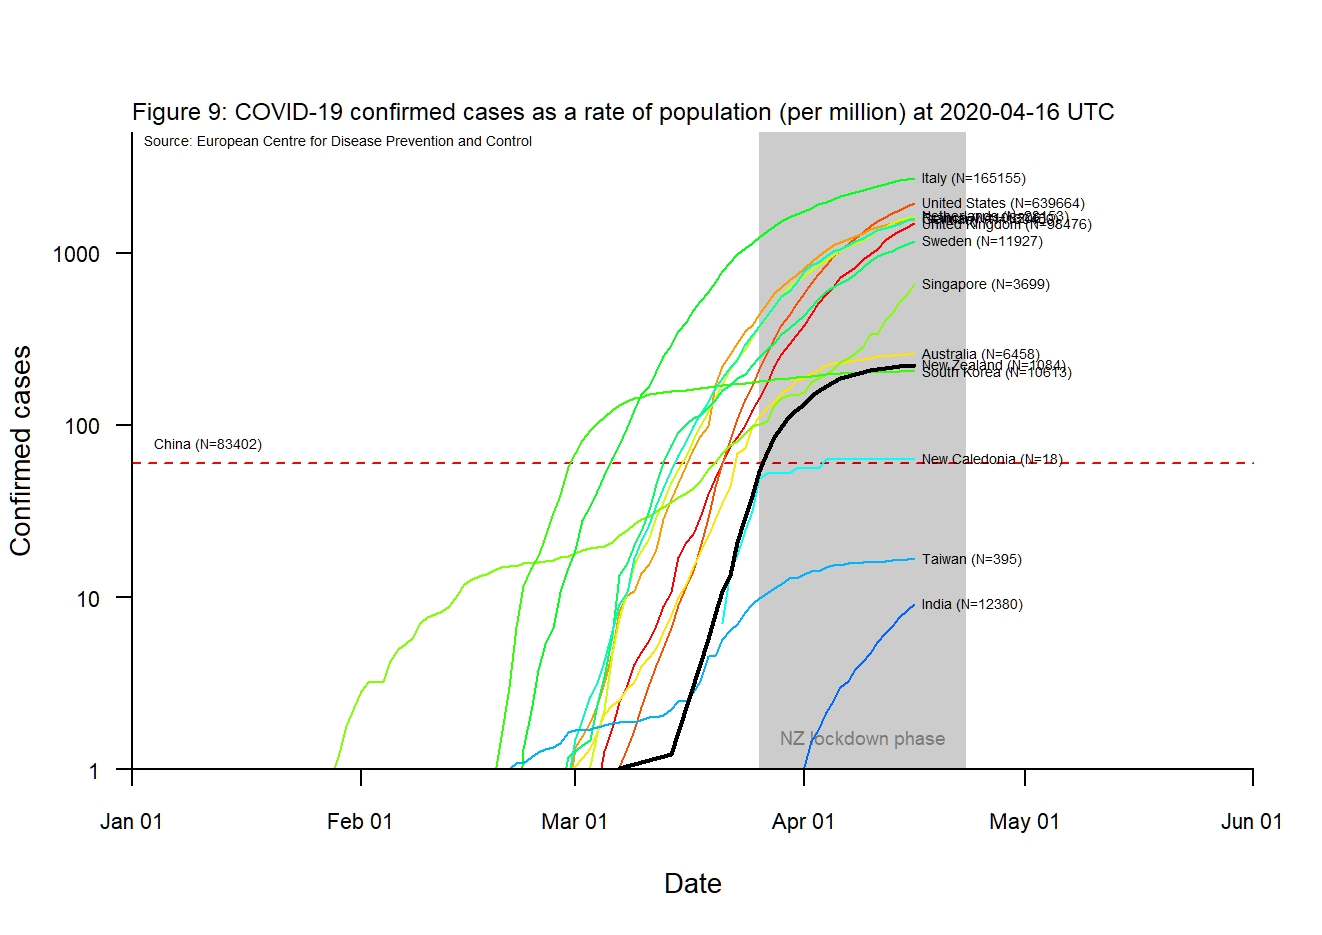 Figure 9: COVID-19 confirmed cases as a rate of population (per million) at 2020-04-16 UTC
Source: European Centre for Disease Prevention and Control
Italy (N=165155)
United States (N=639664)
Netherlands
United Kingdom (N=98476)
Sweden (N=11927)
1000
Singapore (N=3699)
Australia (N=6458)
New Zealand (N=1084)
South Korea (N=10613)
100
China (N=83402)
New Caledonia (N=18)
Confirmed cases
Taiwan (N=395)
10
India (N=12380)
NZ lockdown phase
1
Jan 01
Feb 01
Mar 01
Apr 01
May 01
Jun 01
Date